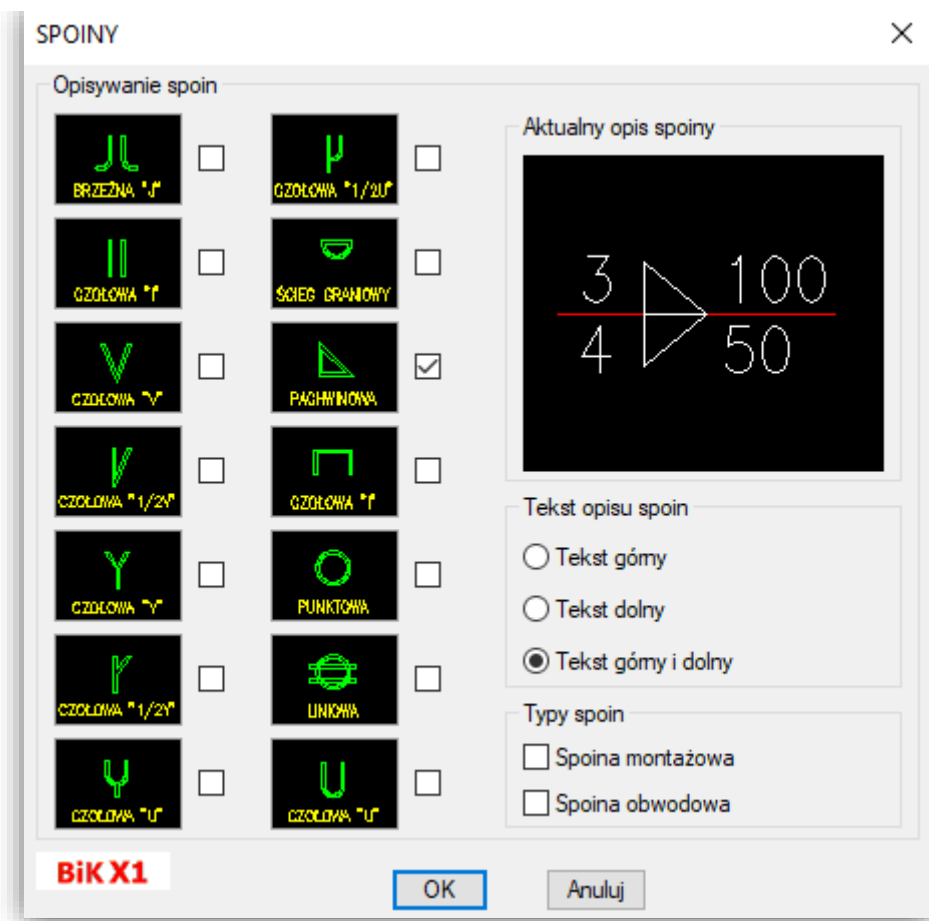 SPOINY
Opisywanie spoin
BRZEŻNA "J"
CZOŁOWA "I"
CZOŁOWA "V"
CZOŁOWA "1/2V"
CZOŁOWA "Y"
CZOŁOWA "1/2Y"
CZOŁOWA "U"
CZOŁOWA "1/2U"
ŚCIEG GRANIOWY
PACHWINOWA
CZOŁOWA "I"
PUNKTOWA
LINIOWA
CZOŁOWA "U"
Aktualny opis spoiny
3 100
4 50
Tekst opisu spoin
Tekst górny
Tekst dolny
Tekst górny i dolny
Typy spoin
Spoina montażowa
Spoina obwodowa
BiK X1
OK
Anuluj